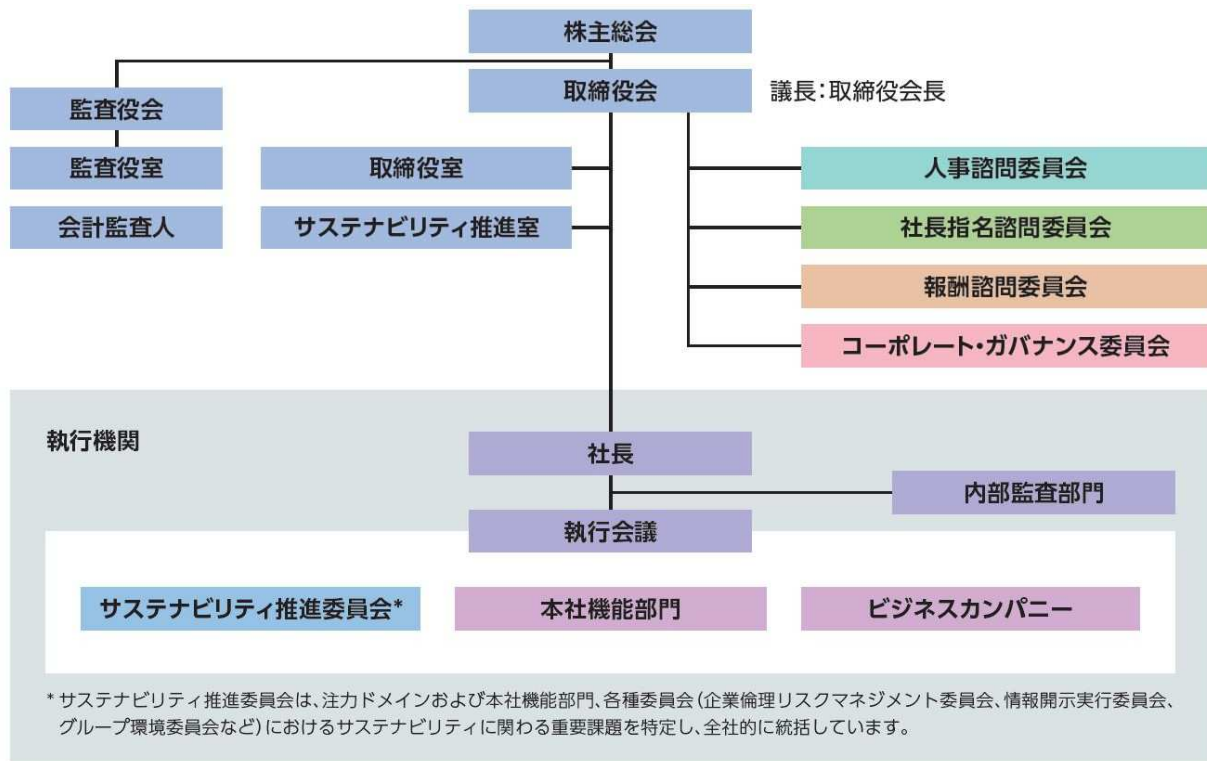 株主総会
取締役会
議長:取締役会長
監査役会
監査役室
取締役室
人事諮問委員会
会計監査人
サステナビリティ推進室
社長指名諮問委員会
報酬諮問委員会
コーポレート・ガバナンス委員会
執行機関
社長
内部監査部門
執行会議
サステナビリティ推進委員会*
本社機能部門
ビジネスカンパニー
* サステナビリティ推進委員会は、注力ドメインおよび本社機能部門、各種委員会(企業倫理リスクマネジメント委員会、情報開示実行委員会、
グループ環境委員会など)におけるサステナビリティに関わる重要課題を特定し、全社的に統括しています。